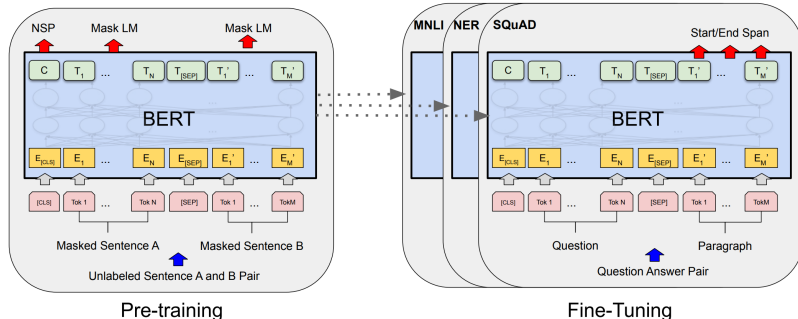 NSP Mask LM Mask LM
C T1 ... TN T[SEP] T1' ... TM'
BERT
E[CLS] E1 ... EN E[SEP] E1' ... EM'
[CLS] Tok 1 ... Tok N [SEP] Tok 1 ... TokM
Masked Sentence A Masked Sentence B
Unlabeled Sentence A and B Pair
Pre-training
MNLI NER SQuAD
Start/End Span
C T1 ... TN T[SEP] T1' ... TM'
BERT
E[CLS] E1 ... EN E[SEP] E1' ... EM'
[CLS] Tok 1 ... Tok N [SEP] Tok 1 ... TokM
Question Paragraph
Question Answer Pair
Fine-Tuning